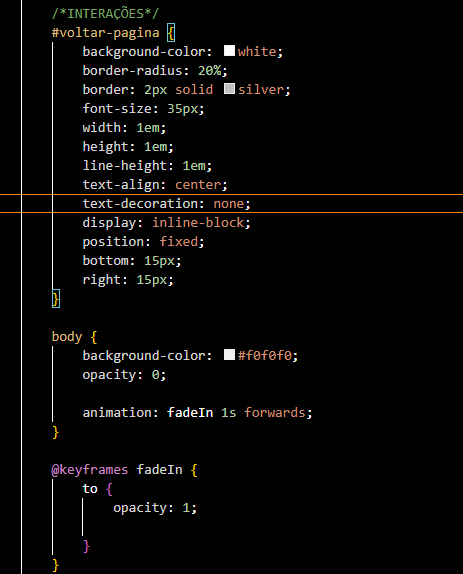 /*INTERAÇÕES*/
#voltar-pagina {
background-color: white;
border-radius: 20%;
border: 2px solid silver;
font-size: 35px;
width: 1em;
height: 1em;
line-height: 1em;
text-align: center;
text-decoration: none;
display: inline-block;
position: fixed;
bottom: 15px;
right: 15px;
}
body {
background-color: #f0f0f0;
opacity: 0;
animation: fadeIn 1s forwards;
}
@keyframes fadeIn {
to {
opacity: 1;
}
}